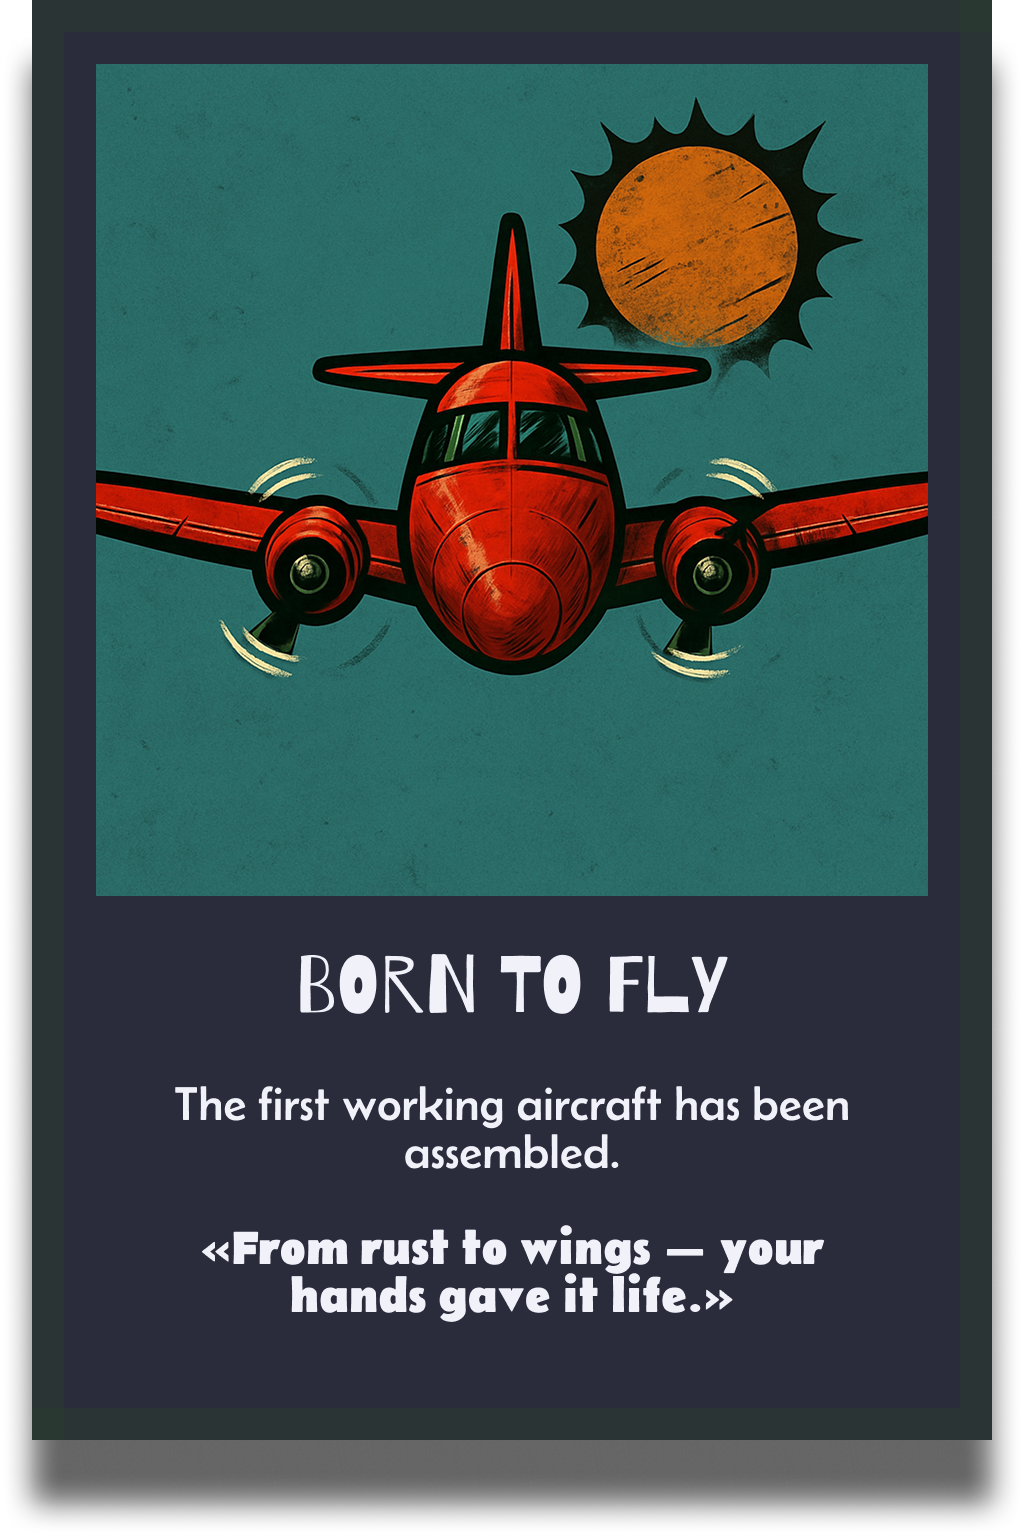 BORN TO FLY
The first working aircraft has been
assembled.
«From rust to wings — your
hands gave it life.»